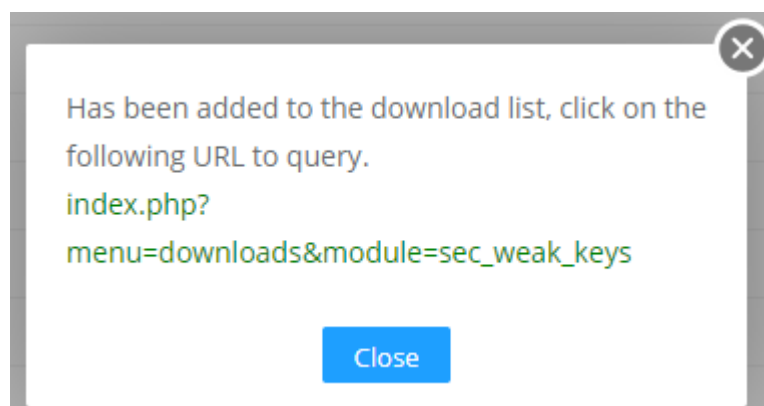 Has been added to the download list, click on the
following URL to query.
index.php?
menu=downloads&module=sec_weak_keys
Close